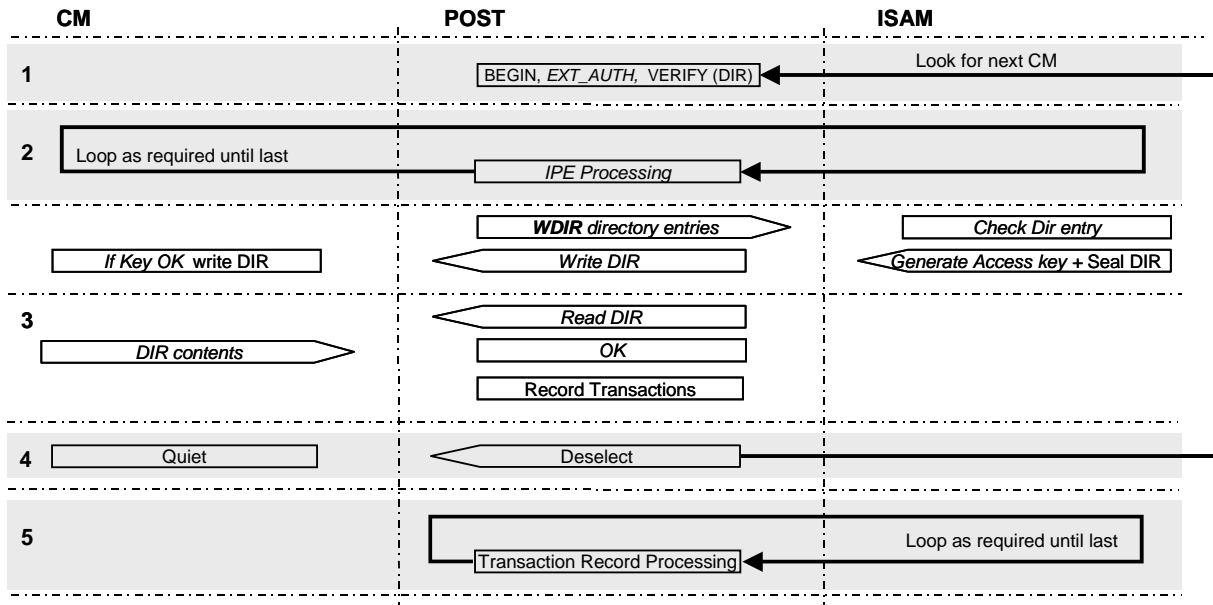 CM POST ISAM
1 BEGIN, EXT_AUTH, VERIFY (DIR) Look for next CM
2 Loop as required until last IPE Processing
WDIR directory entries Check Dir entry
If Key OK write DIR Write DIR Generate Access key + Seal DIR
3 Read DIR
DIR contents OK
Record Transactions
4 Quiet Deselect
5 Transaction Record Processing Loop as required until last